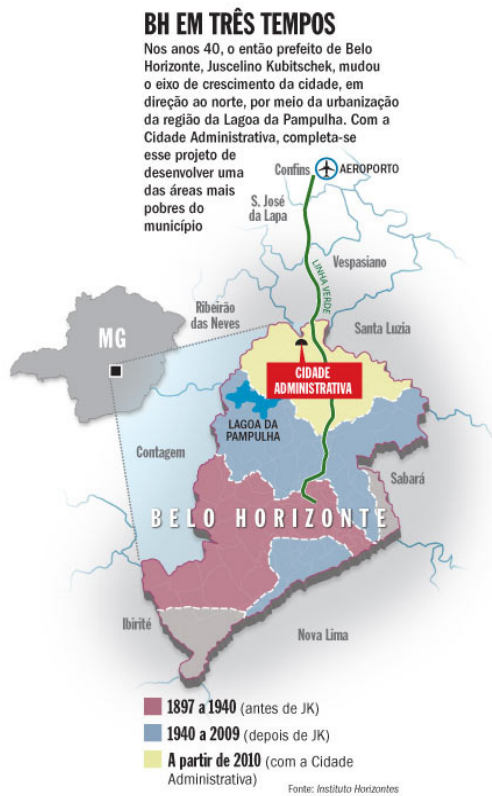 BH EM TRÊS TEMPOS
Nos anos 40, o então prefeito de Belo
Horizonte, Juscelino Kubitschek, mudou
o eixo de crescimento da cidade, em
direção ao norte, por meio da urbanização
da região da Lagoa da Pampulha. Com a
Cidade Administrativa, completa-se
esse projeto de
desenvolver uma
das áreas mais
pobres do
município
Confins
AEROPORTO
S. José
da Lapa
LINHA VERDE
Vespasiano
Ribeirão
das Neves
Santa Luzia
MG
CIDADE
ADMINISTRATIVA
LAGOA DA
PAMPULHA
Contagem
Sabará
BELO HORIZONTE
Ibirité
Nova Lima
1897 a 1940 (antes de JK)
1940 a 2009 (depois de JK)
A partir de 2010 (com a Cidade
Administrativa)
Fonte: Instituto Horizontes